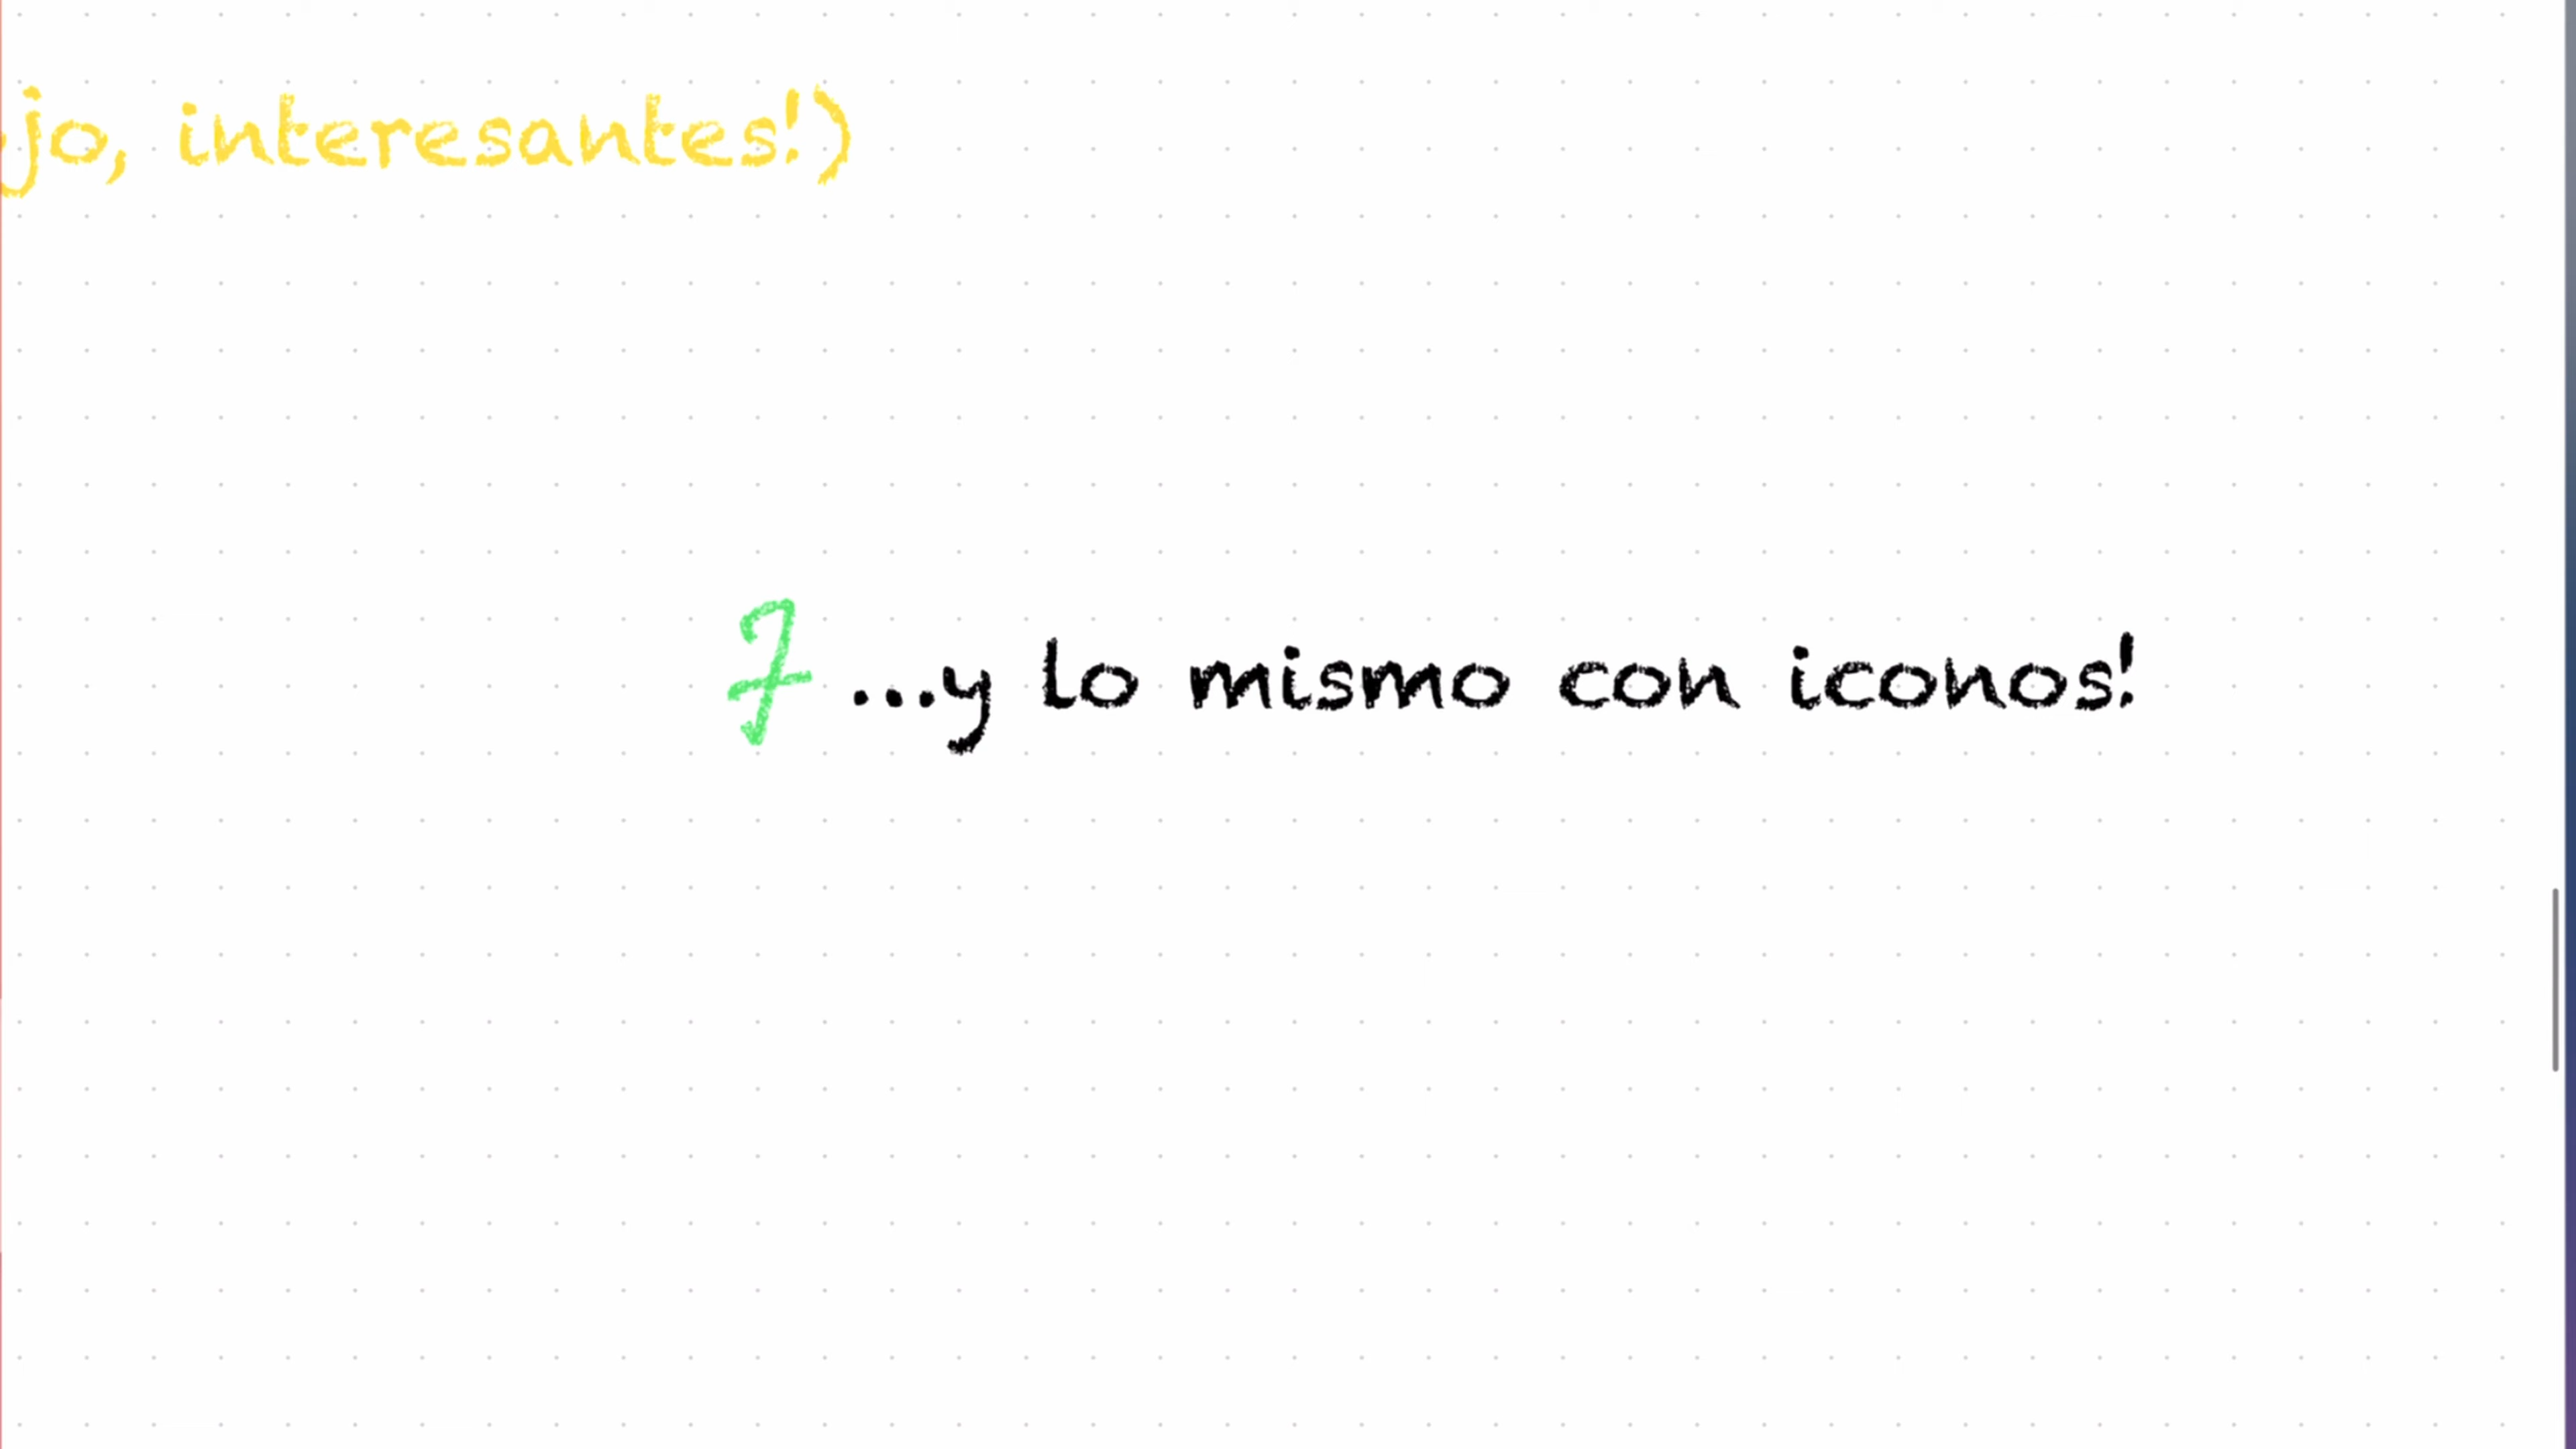 jo, interesantes!)
7 ...y lo mismo con iconos!